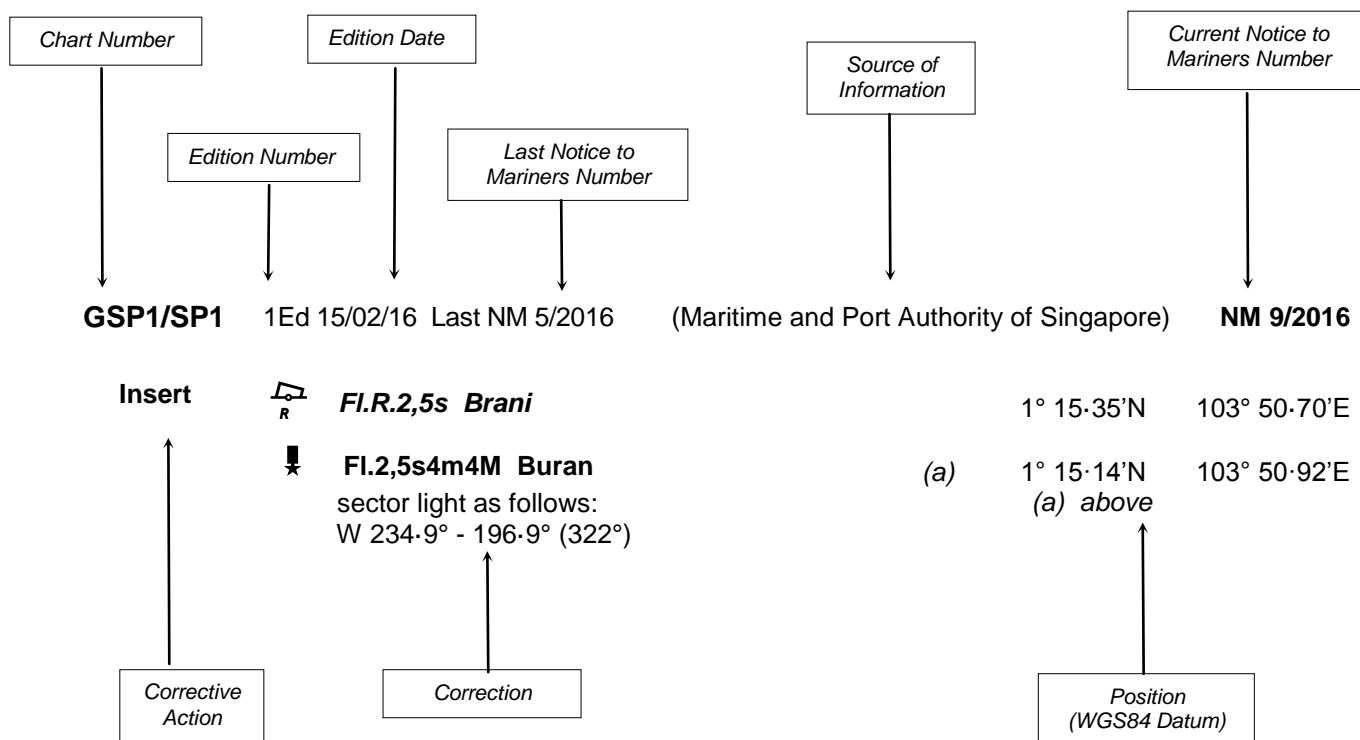 Chart Number
Edition Date
Current Notice to
Mariners Number
Source of
Information
Edition Number
Last Notice to
Mariners Number
GSP1/SP1 1Ed 15/02/16 Last NM 5/2016 (Maritime and Port Authority of Singapore) NM 9/2016
Insert Fl.R.2,5s Brani 1° 15·35’N 103° 50·70’E
R
Fl.2,5s4m4M Buran (a) 1° 15·14’N 103° 50·92’E
sector light as follows: (a) above
W 234·9° - 196·9° (322°)
Corrective
Action
Correction
Position
(WGS84 Datum)